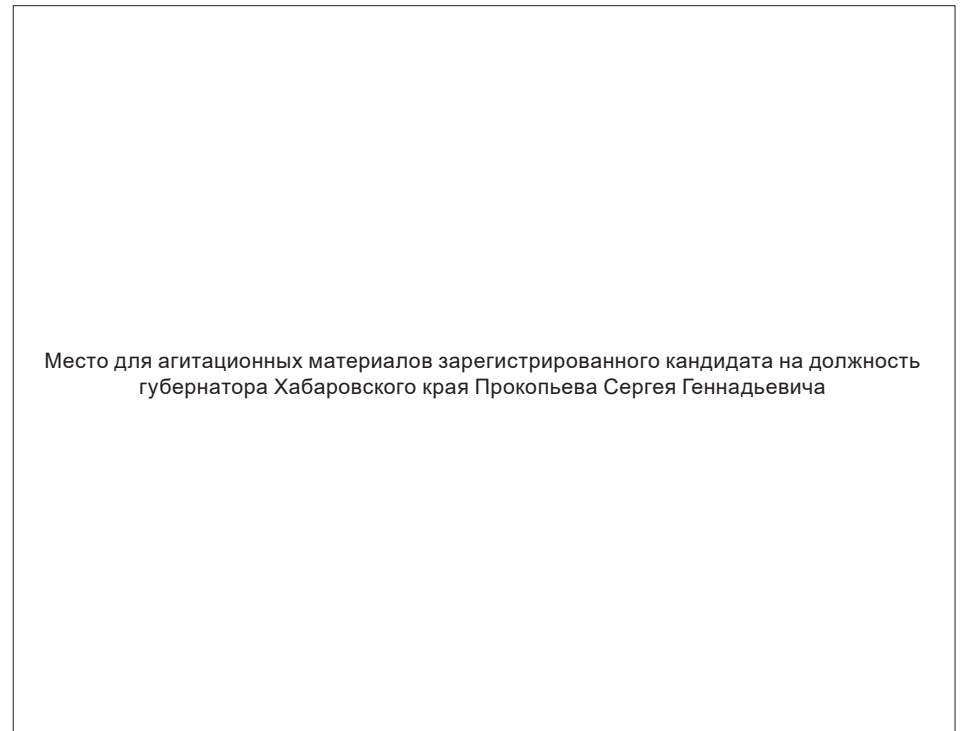 Место для агитационных материалов зарегистрированного кандидата на должность
губернатора Хабаровского края Прокопьева Сергея Геннадьевича